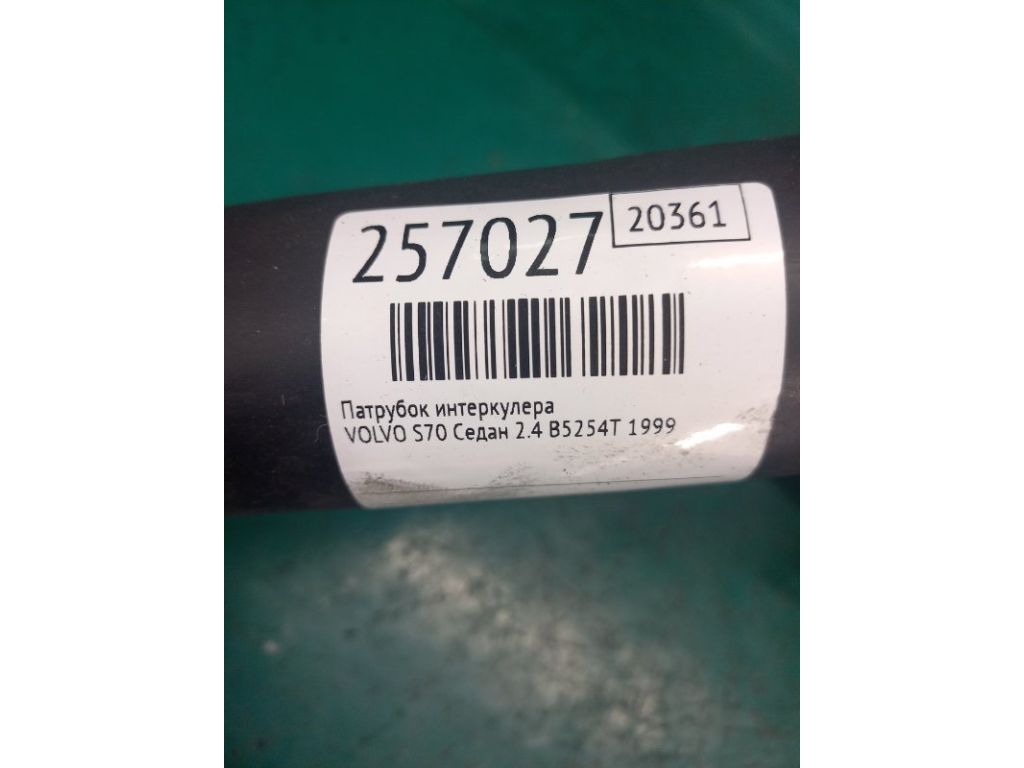 257027
20361
Патрубок интеркулера
VOLVO S70 Седан 2.4 B5254T 1999